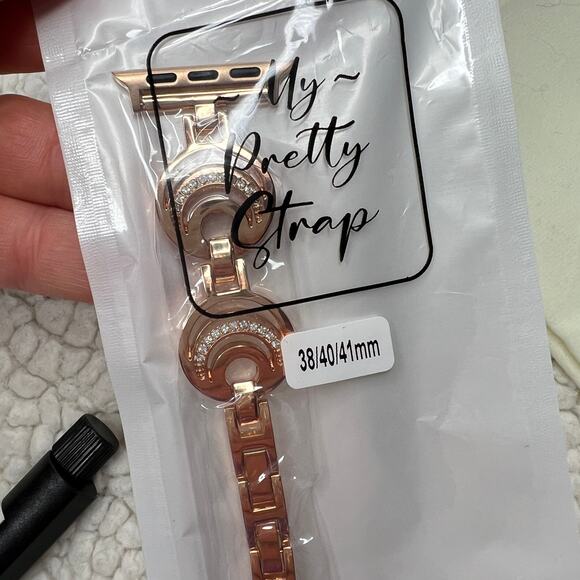 ~ My ~
Pretty
Strap
38/40/41mm